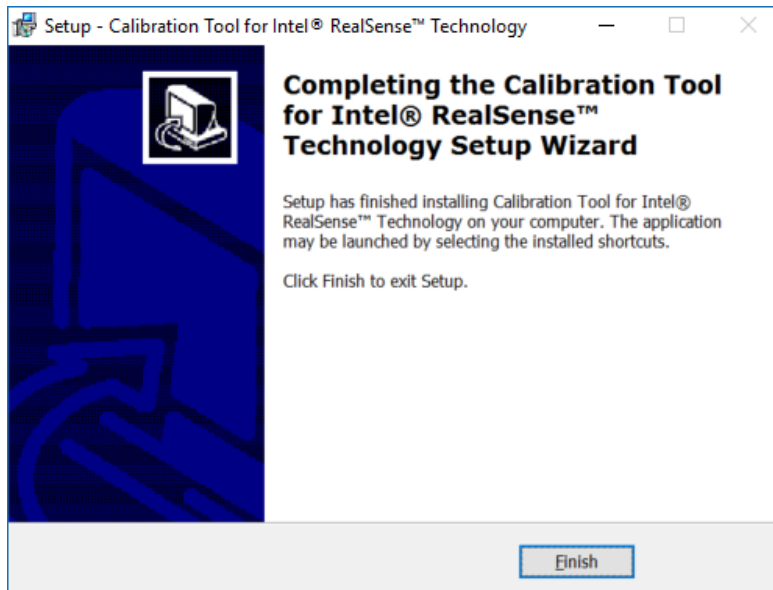 Setup - Calibration Tool for Intel® RealSense™ Technology
Completing the Calibration Tool
for Intel® RealSense™
Technology Setup Wizard
Setup has finished installing Calibration Tool for Intel®
RealSense™ Technology on your computer. The application
may be launched by selecting the installed shortcuts.
Click Finish to exit Setup.
Finish